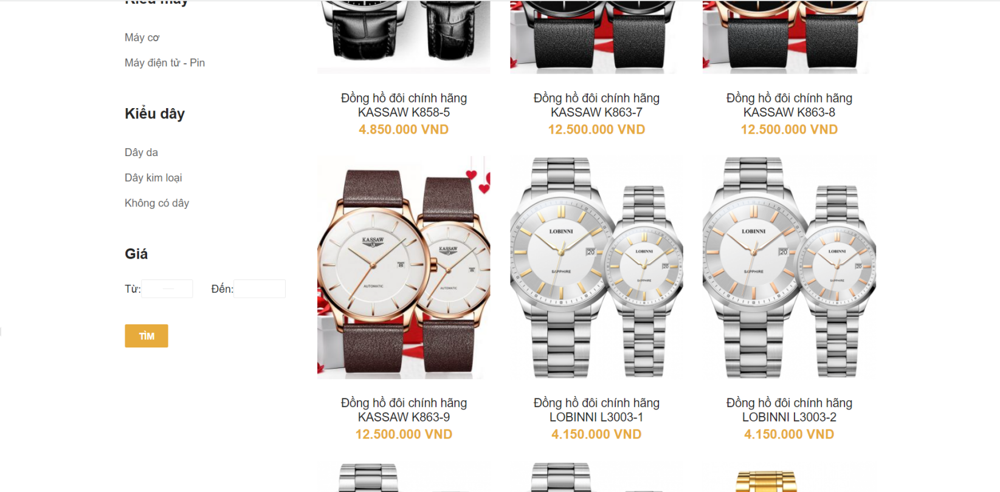 Kiểu máy
Máy cơ
Máy điện tử - Pin
Kiểu dây
Dây da
Dây kim loại
Không có dây
Giá
Từ:
Đến:
TÌM
Đồng hồ đôi chính hãng
KASSAW K858-5
4.850.000 VND
Đồng hồ đôi chính hãng
KASSAW K863-7
12.500.000 VND
Đồng hồ đôi chính hãng
KASSAW K863-8
12.500.000 VND
KASSAW
8
AUTOMATIC
KASSAW
8
AUTOMATIC
LOBINNI
20
SAPPHIRE
LOBINNI
20
SAPPHIRE
LOBINNI
20
SAPPHIRE
LOBINNI
20
SAPPHIRE
Đồng hồ đôi chính hãng
KASSAW K863-9
12.500.000 VND
Đồng hồ đôi chính hãng
LOBINNI L3003-1
4.150.000 VND
Đồng hồ đôi chính hãng
LOBINNI L3003-2
4.150.000 VND